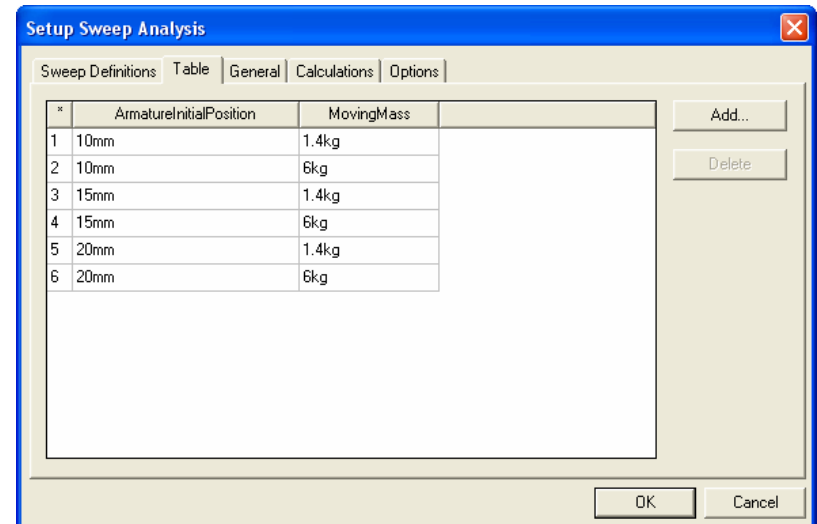 Setup Sweep Analysis
Sweep Definitions Table General Calculations Options
* ArmatureInitialPosition MovingMass
1 10mm 1.4kg
2 10mm 6kg
3 15mm 1.4kg
4 15mm 6kg
5 20mm 1.4kg
6 20mm 6kg
Add...
Delete
OK Cancel